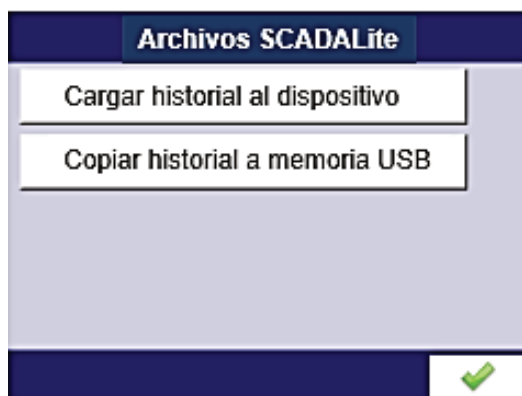 Archivos SCADALite
Cargar historial al dispositivo
Copiar historial a memoria USB